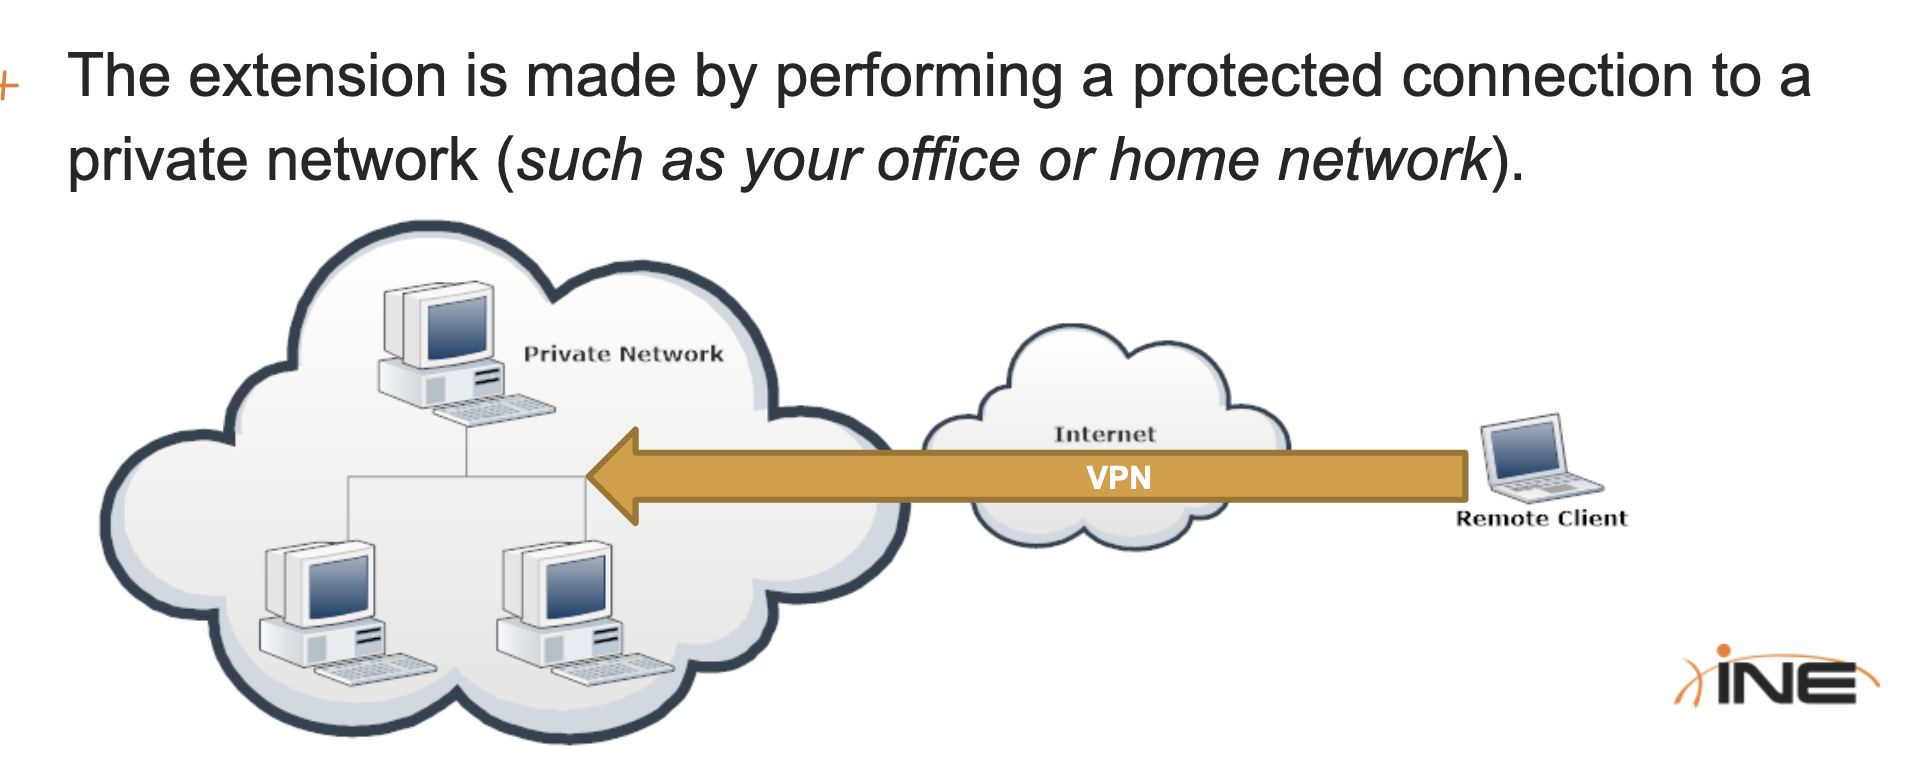 + The extension is made by performing a protected connection to a
private network (such as your office or home network).
Private Network
Internet
VPN
Remote Client
iNE